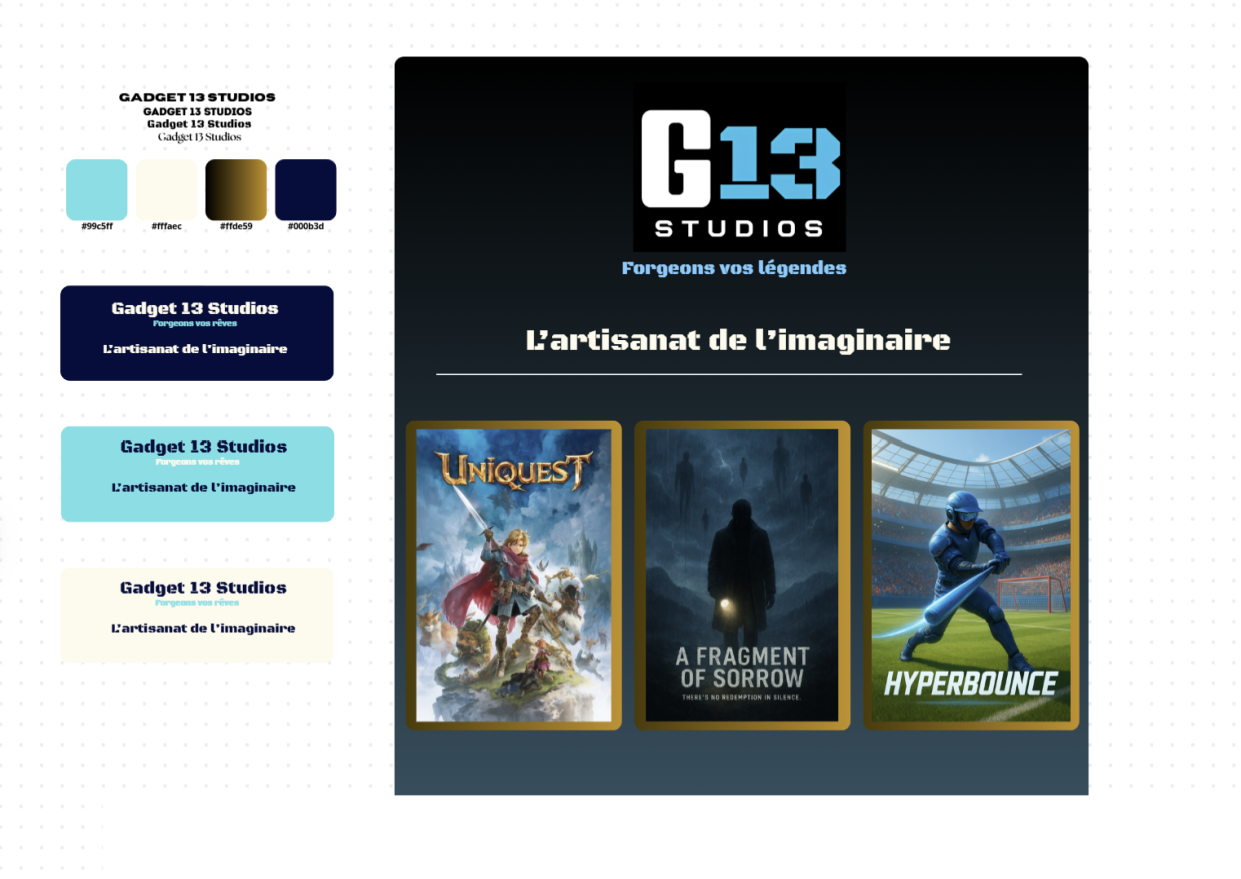 GADGET 13 STUDIOS
GADGET 13 STUDIOS
Gadget 13 Studios
Gadget 13 Studios
#99c5ff
#fffaec
#ffde59
#000b3d
Gadget 13 Studios
Forgeons vos rêves
L'artisanat de l'imaginaire
Gadget 13 Studios
Forgeons vos rêves
L'artisanat de l'imaginaire
Gadget 13 Studios
Forgeons vos rêves
L'artisanat de l'imaginaire
G13
STUDIOS
Forgeons vos légendes
L'artisanat de l'imaginaire
UNIQUEST
A FRAGMENT
OF SORROW
THERE'S NO REDEMPTION IN SILENCE.
HYPERBOUNCE